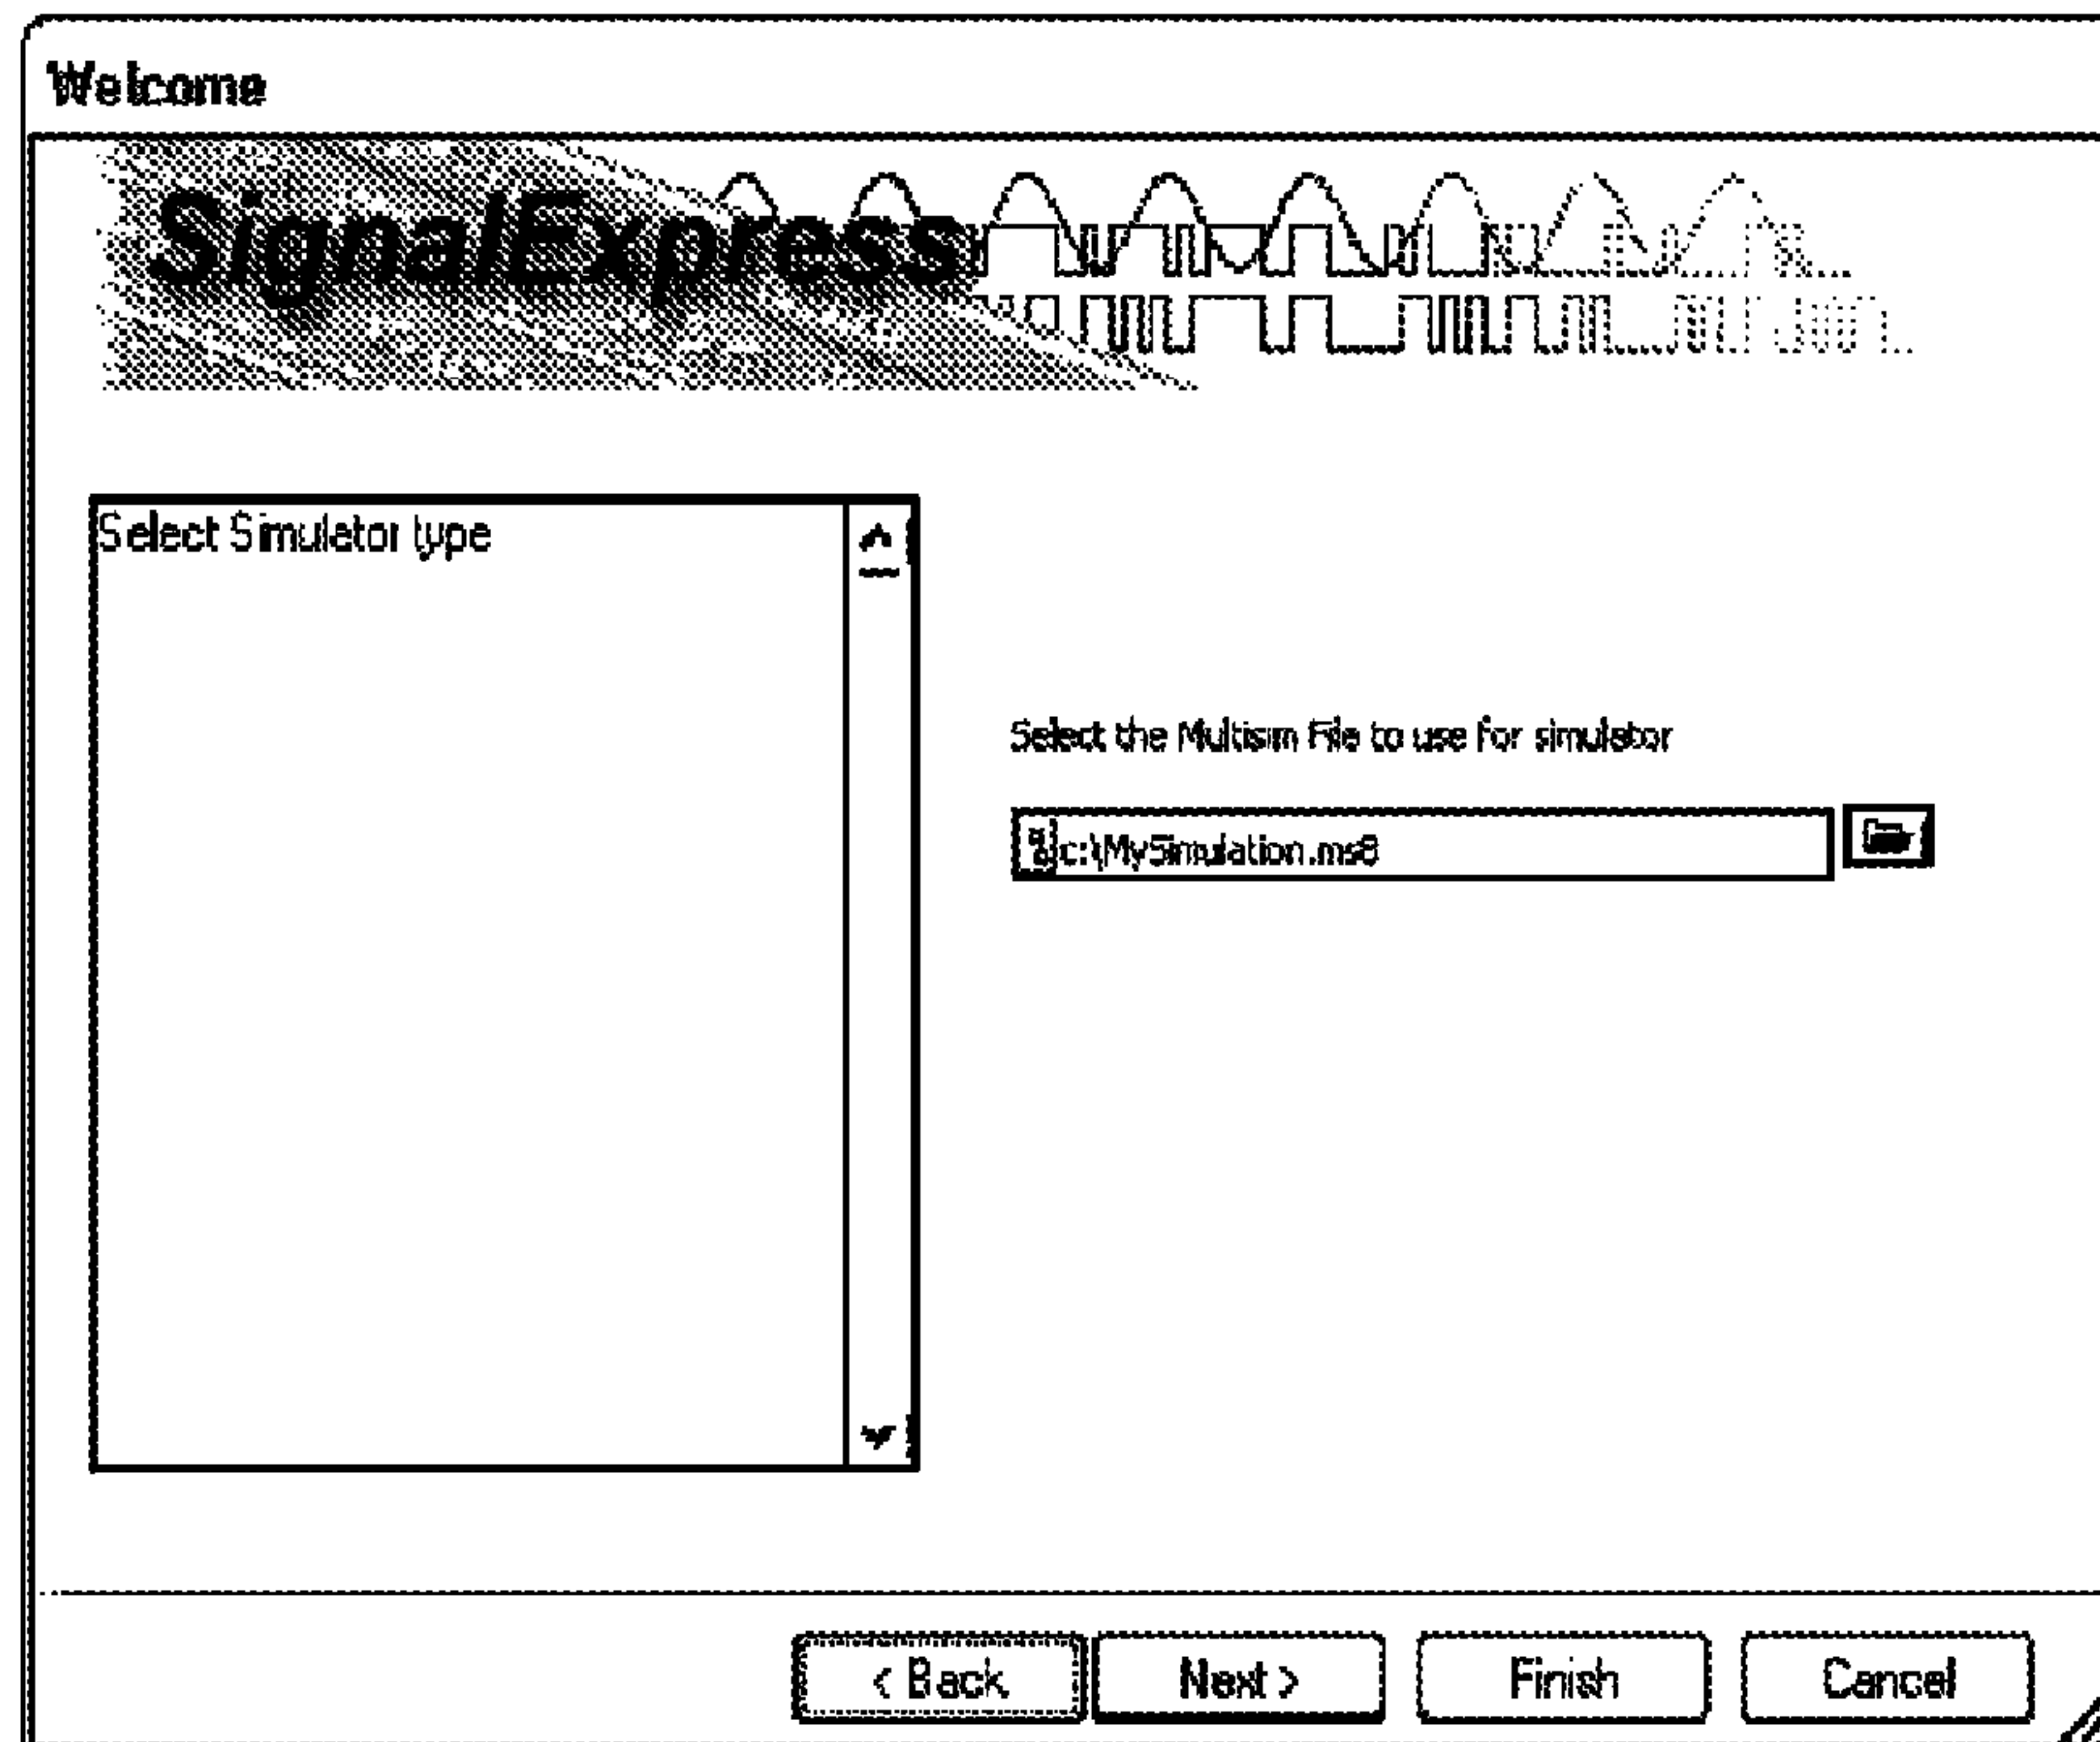 Welcome
SignalExpress
Select Simulator type
Select the Multisim File to use for simulator
c:\MySimulation.ms8
< Back
Next >
Finish
Cancel